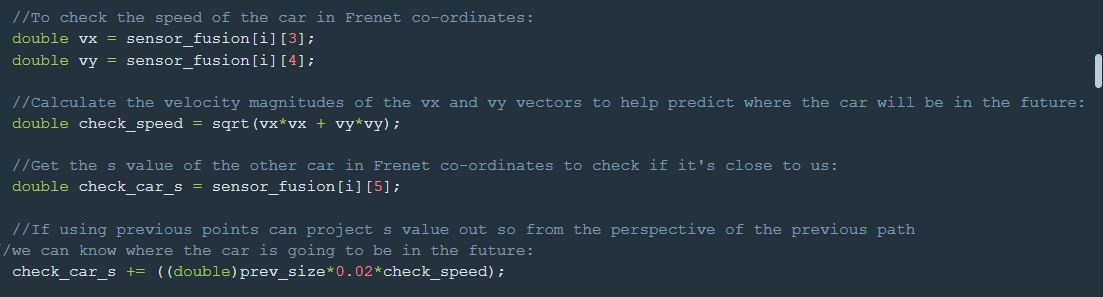 //To check the speed of the car in Frenet co-ordinates:
double vx = sensor_fusion[i][3];
double vy = sensor_fusion[i][4];
//Calculate the velocity magnitudes of the vx and vy vectors to help predict where the car will be in the future:
double check_speed = sqrt(vx*vx + vy*vy);
//Get the s value of the other car in Frenet co-ordinates to check if it's close to us:
double check_car_s = sensor_fusion[i][5];
//If using previous points can project s value out so from the perspective of the previous path
/we can know where the car is going to be in the future:
check_car_s += ((double)prev_size*0.02*check_speed);